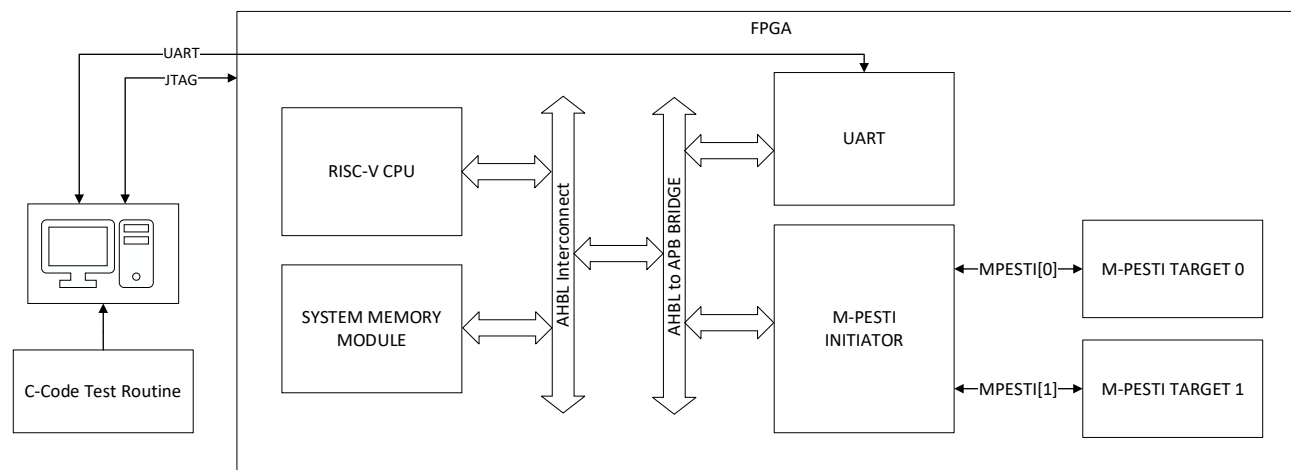 FPGA
UART
JTAG
RISC-V CPU
SYSTEM MEMORY
MODULE
AHBL Interconnect
AHBL to APB BRIDGE
UART
M-PESTI
INITIATOR
MPESTI[0]
M-PESTI TARGET 0
MPESTI[1]
M-PESTI TARGET 1
C-Code Test Routine